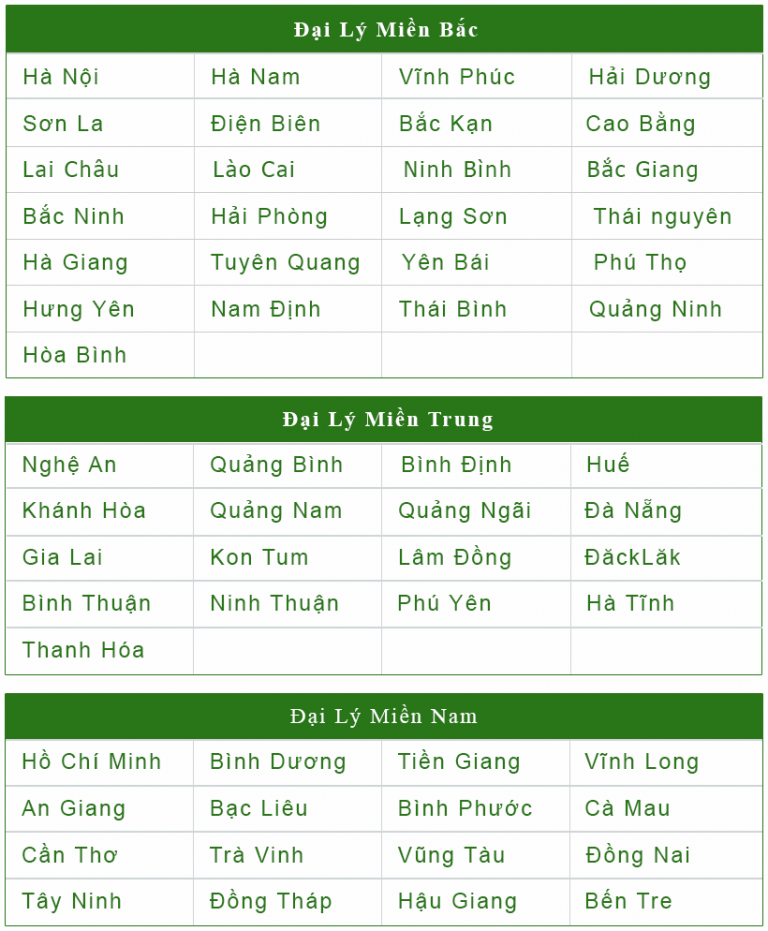 Đại Lý Miền Bắc
Hà Nội Hà Nam Vĩnh Phúc Hải Dương
Sơn La Điện Biên Bắc Kạn Cao Bằng
Lai Châu Lào Cai Ninh Bình Bắc Giang
Bắc Ninh Hải Phòng Lạng Sơn Thái nguyên
Hà Giang Tuyên Quang Yên Bái Phú Thọ
Hưng Yên Nam Định Thái Bình Quảng Ninh
Hòa Bình
Đại Lý Miền Trung
Nghệ An Quảng Bình Bình Định Huế
Khánh Hòa Quảng Nam Quảng Ngãi Đà Nẵng
Gia Lai Kon Tum Lâm Đồng ĐăckLăk
Bình Thuận Ninh Thuận Phú Yên Hà Tĩnh
Thanh Hóa
Đại Lý Miền Nam
Hồ Chí Minh Bình Dương Tiền Giang Vĩnh Long
An Giang Bạc Liêu Bình Phước Cà Mau
Cần Thơ Trà Vinh Vũng Tàu Đồng Nai
Tây Ninh Đồng Tháp Hậu Giang Bến Tre